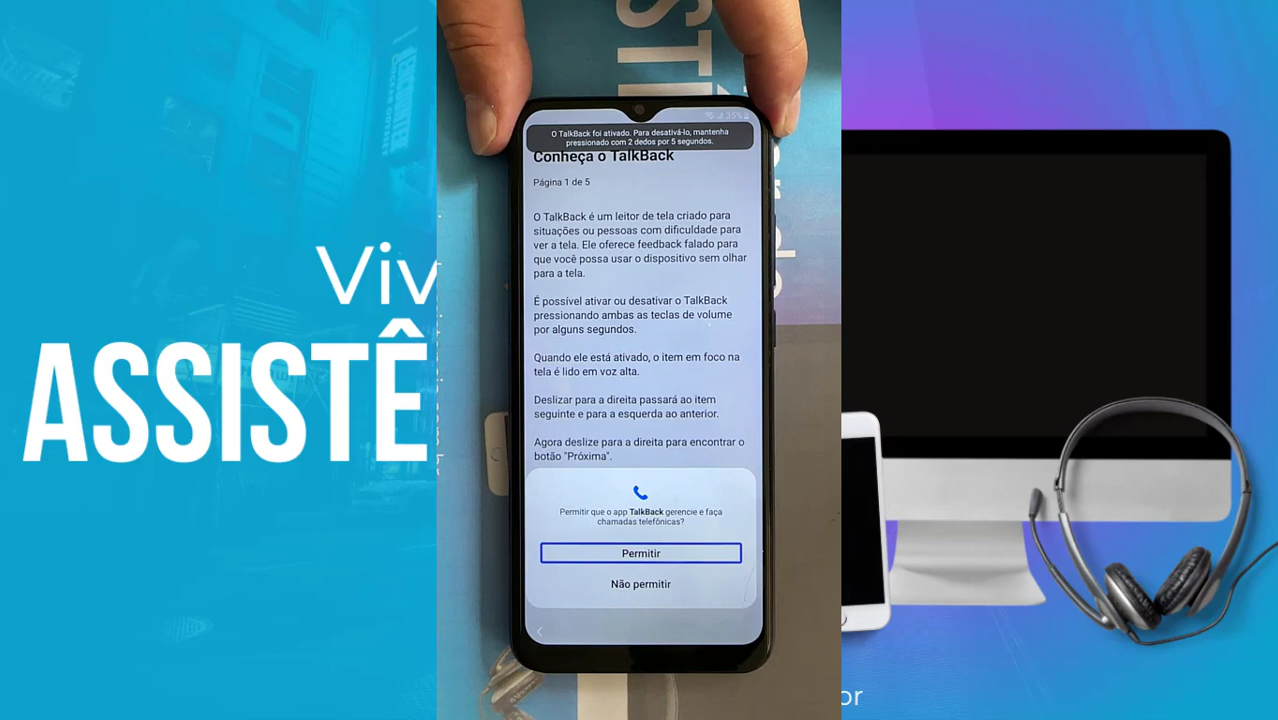 Viv
ASSISTÊ
35%
O TalkBack foi ativado. Para desativá-lo, mantenha
pressionado com 2 dedos por 5 segundos.
Conheça o TalkBack
Página 1 de 5
O TalkBack é um leitor de tela criado para
situações ou pessoas com dificuldade para
ver a tela. Ele oferece feedback falado para
que você possa usar o dispositivo sem olhar
para a tela.
É possível ativar ou desativar o TalkBack
pressionando ambas as teclas de volume
por alguns segundos.
Quando ele está ativado, o item em foco na
tela é lido em voz alta.
Deslizar para a direita passará ao item
seguinte e para a esquerda ao anterior.
Agora deslize para a direita para encontrar o
botão "Próxima".
Permitir que o app TalkBack gerencie e faça
chamadas telefônicas?
Permitir
Não permitir
or